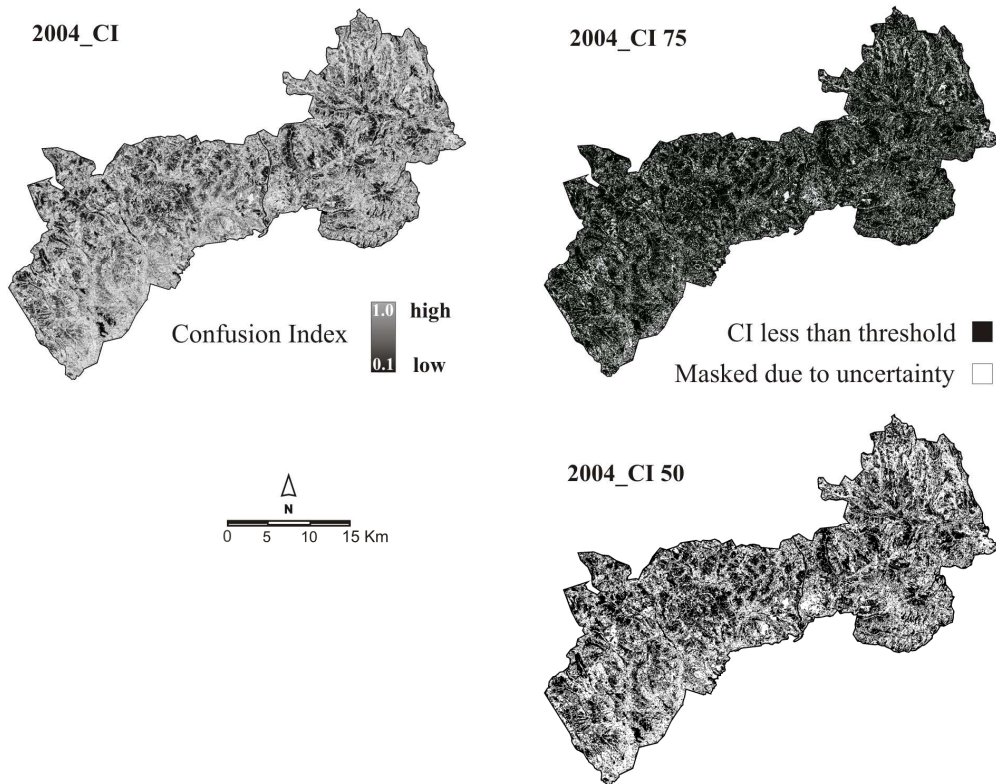 2004_CI
2004_CI 75
Confusion Index
1.0 high
0.1 low
CI less than threshold
Masked due to uncertainty
2004_CI 50
N
0 5 10 15 Km